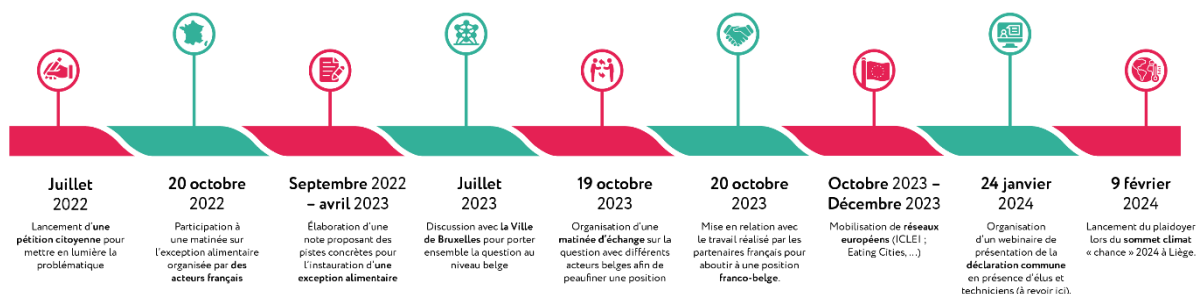 Juillet
2022
Lancement d'une
pétition citoyenne pour
mettre en lumière la
problématique
20 octobre
2022
Participation à
une matinée sur
l'exception alimentaire
organisée par des
acteurs français
Septembre 2022
– avril 2023
Élaboration d'une
note proposant des
pistes concrètes pour
l'instauration d'une
exception alimentaire
Juillet
2023
Discussion avec la Ville
de Bruxelles pour porter
ensemble la question au
niveau belge
19 octobre
2023
Organisation d'une
matinée d'échange sur la
question avec différents
acteurs belges afin de
peaufiner une position
20 octobre
2023
Mise en relation avec
le travail réalisé par les
partenaires français pour
aboutir à une position
franco-belge.
Octobre 2023 –
Décembre 2023
Mobilisation de réseaux
européens (ICLEI ;
Eating Cities, ...)
24 janvier
2024
Organisation
d'un webinaire de
présentation de la
déclaration commune
en présence d'élus et
techniciens (à revoir ici).
9 février
2024
Lancement du plaidoyer
lors du sommet climat
« chance » 2024 à Liège.